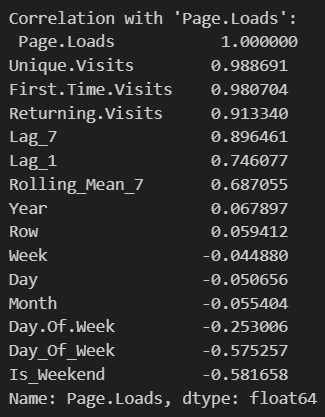 Correlation with 'Page.Loads':
 Page.Loads           1.000000
Unique.Visits        0.988691
First.Time.Visits    0.980704
Returning.Visits     0.913340
Lag_7                0.896461
Lag_1                0.746077
Rolling_Mean_7       0.687055
Year                 0.067897
Row                  0.059412
Week                -0.044880
Day                 -0.050656
Month               -0.055404
Day.Of.Week         -0.253006
Day_Of_Week         -0.575257
Is_Weekend          -0.581658
Name: Page.Loads, dtype: float64